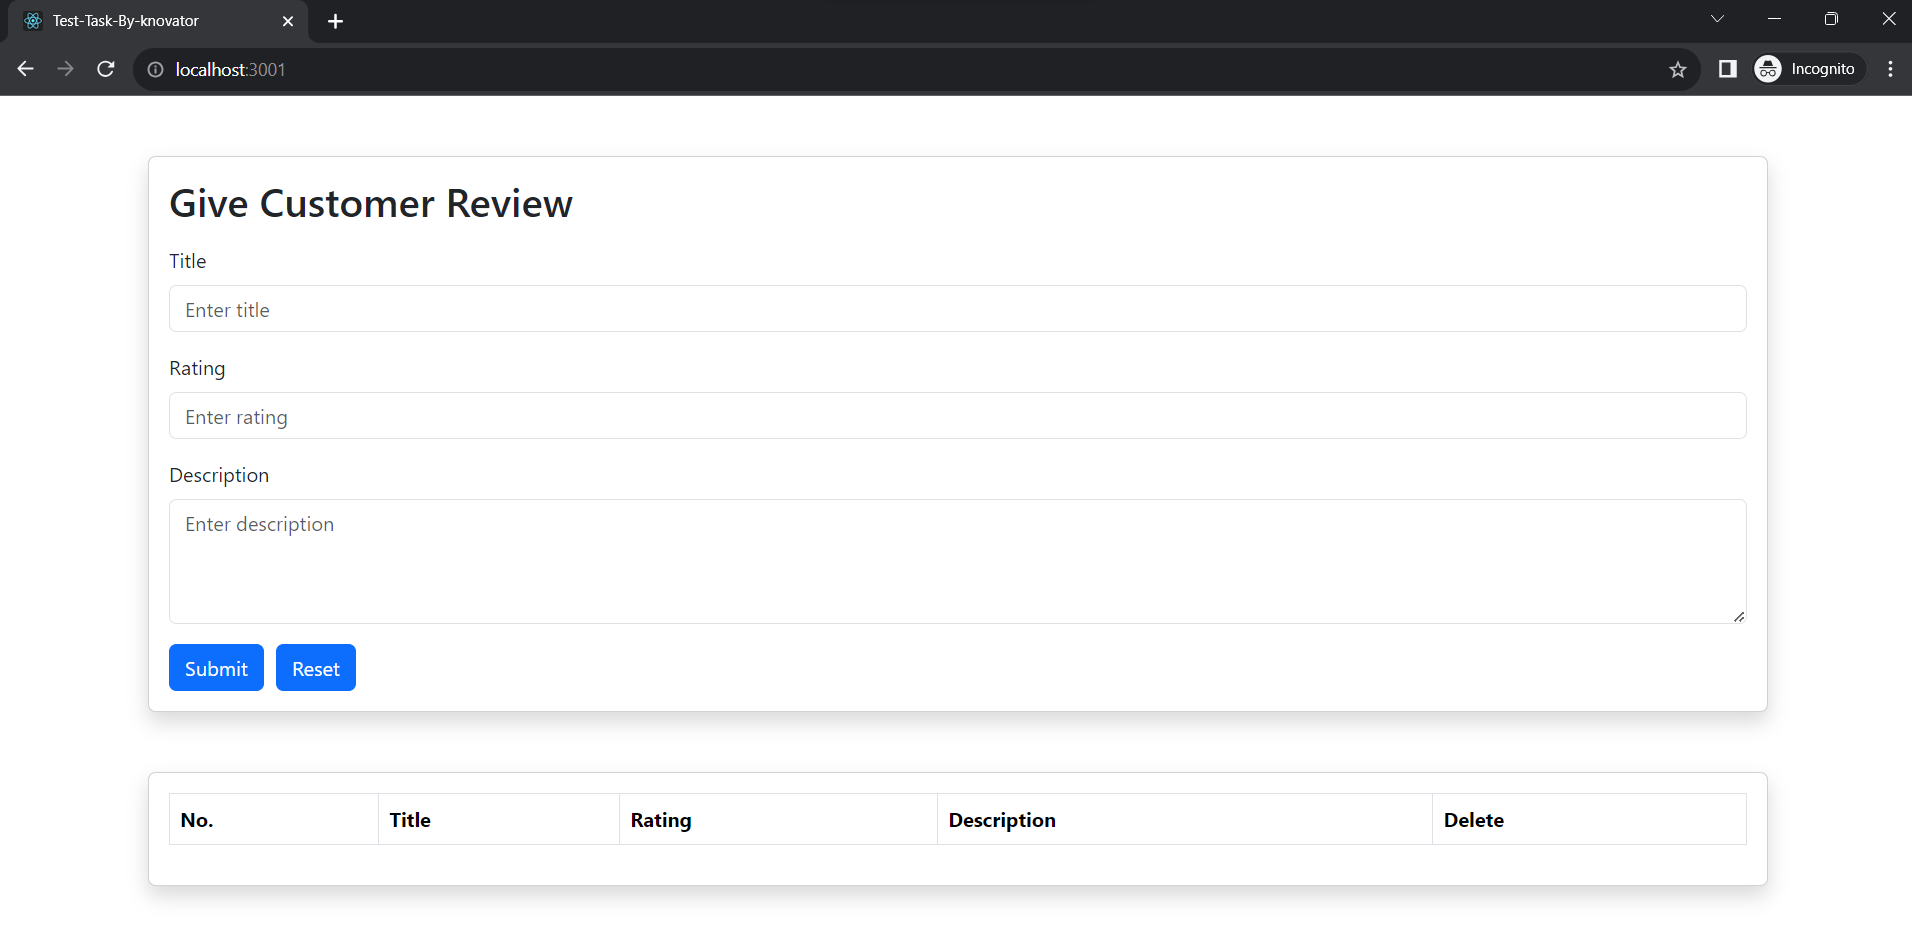 Test-Task-By-knovator
localhost:3001
Incognito
Give Customer Review
Title
Enter title
Rating
Enter rating
Description
Enter description
Submit Reset
No. Title Rating Description Delete